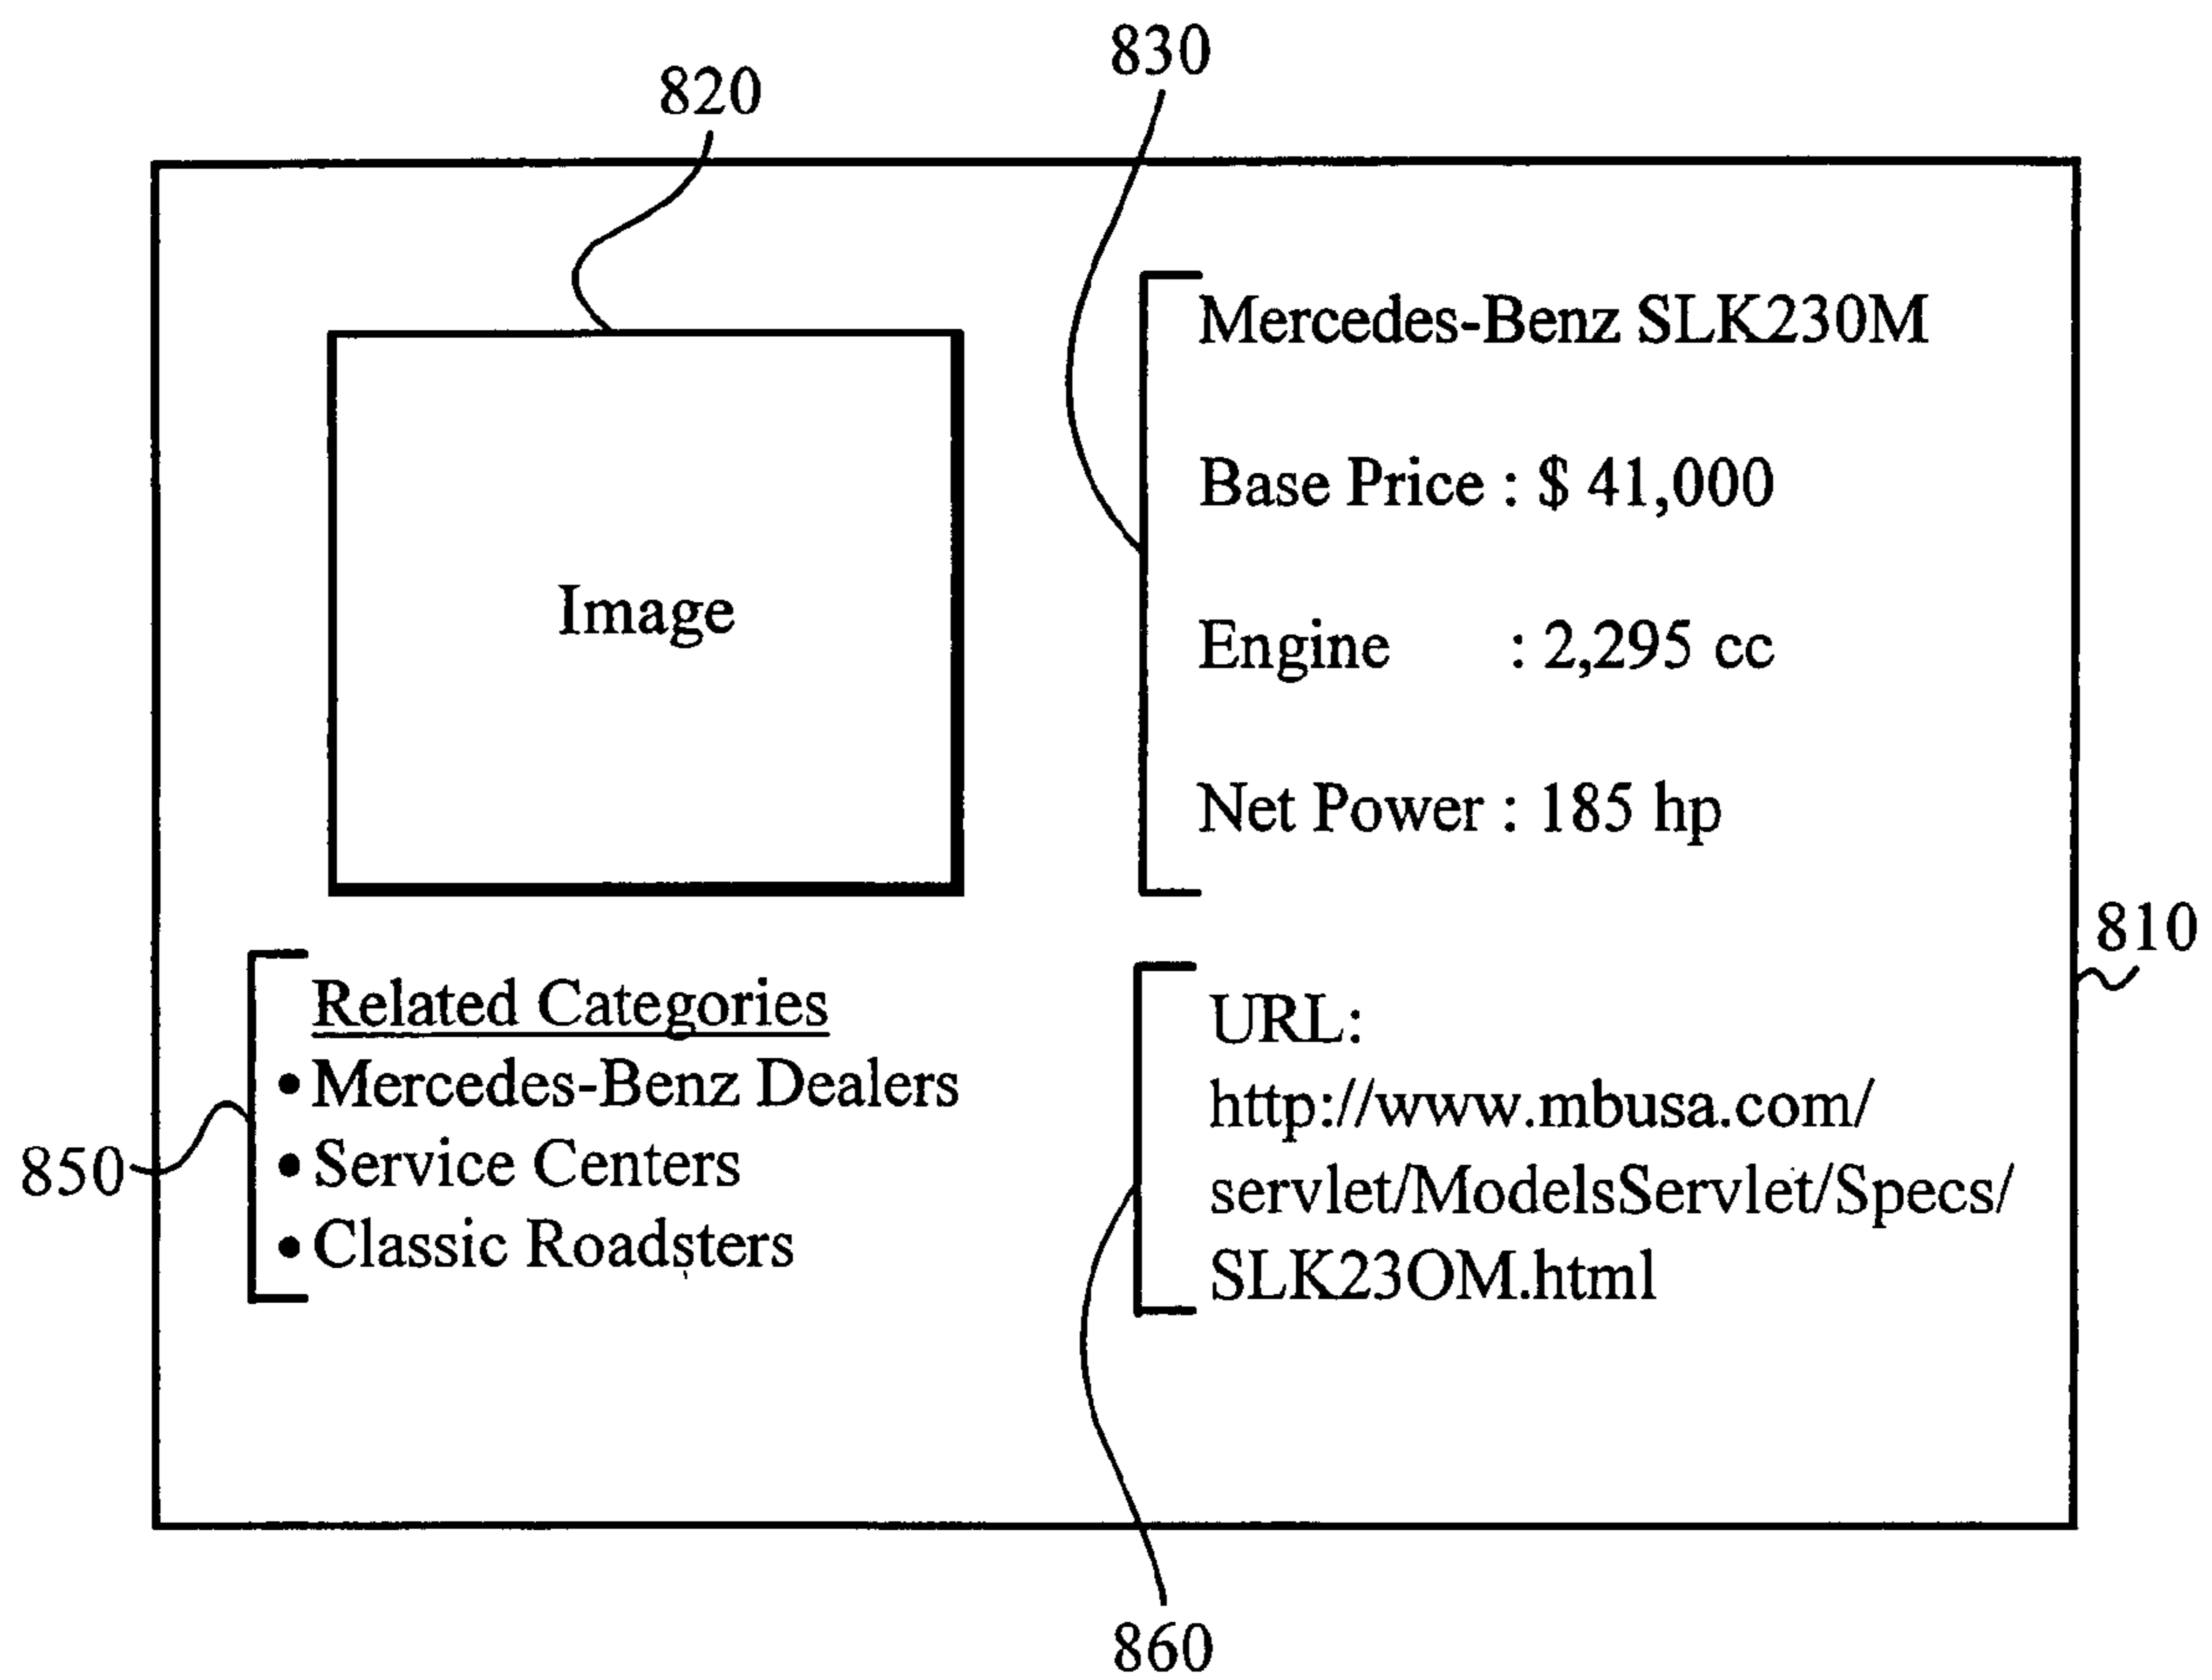 830
820
Mercedes-Benz SLK230M
Base Price : $ 41,000
Image
Engine : 2,295 cc
Net Power : 185 hp
810
Related Categories
• Mercedes-Benz Dealers
• Service Centers
• Classic Roadsters
850
URL:
http://www.mbusa.com/
servlet/ModelsServlet/Specs/
SLK23OM.html
860